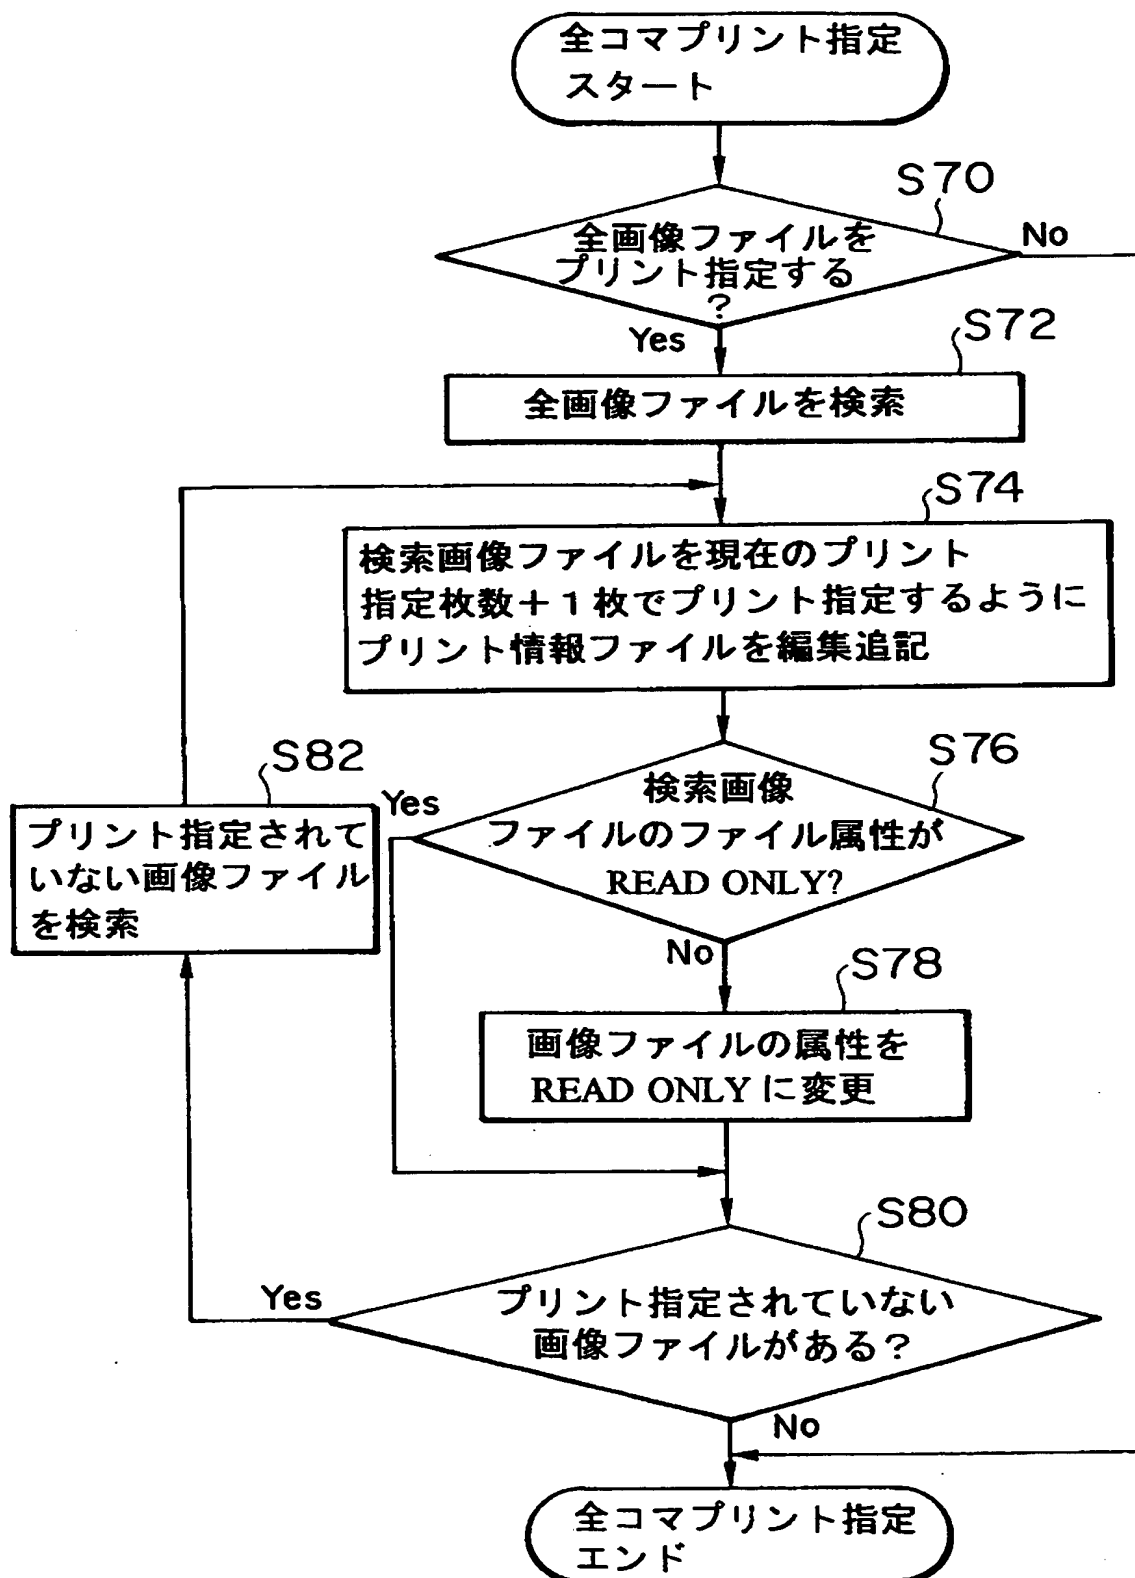 全コマプリント指定
スタート
S70
全画像ファイルを
プリント指定する
?
No
Yes
S72
全画像ファイルを検索
S74
検索画像ファイルを現在のプリント
指定枚数+1枚でプリント指定するように
プリント情報ファイルを編集追記
S76
検索画像
ファイルのファイル属性が
READ ONLY?
Yes
No
S82
プリント指定されて
いない画像ファイル
を検索
S78
画像ファイルの属性を
READ ONLY に変更
S80
プリント指定されていない
画像ファイルがある?
Yes
No
全コマプリント指定
エンド